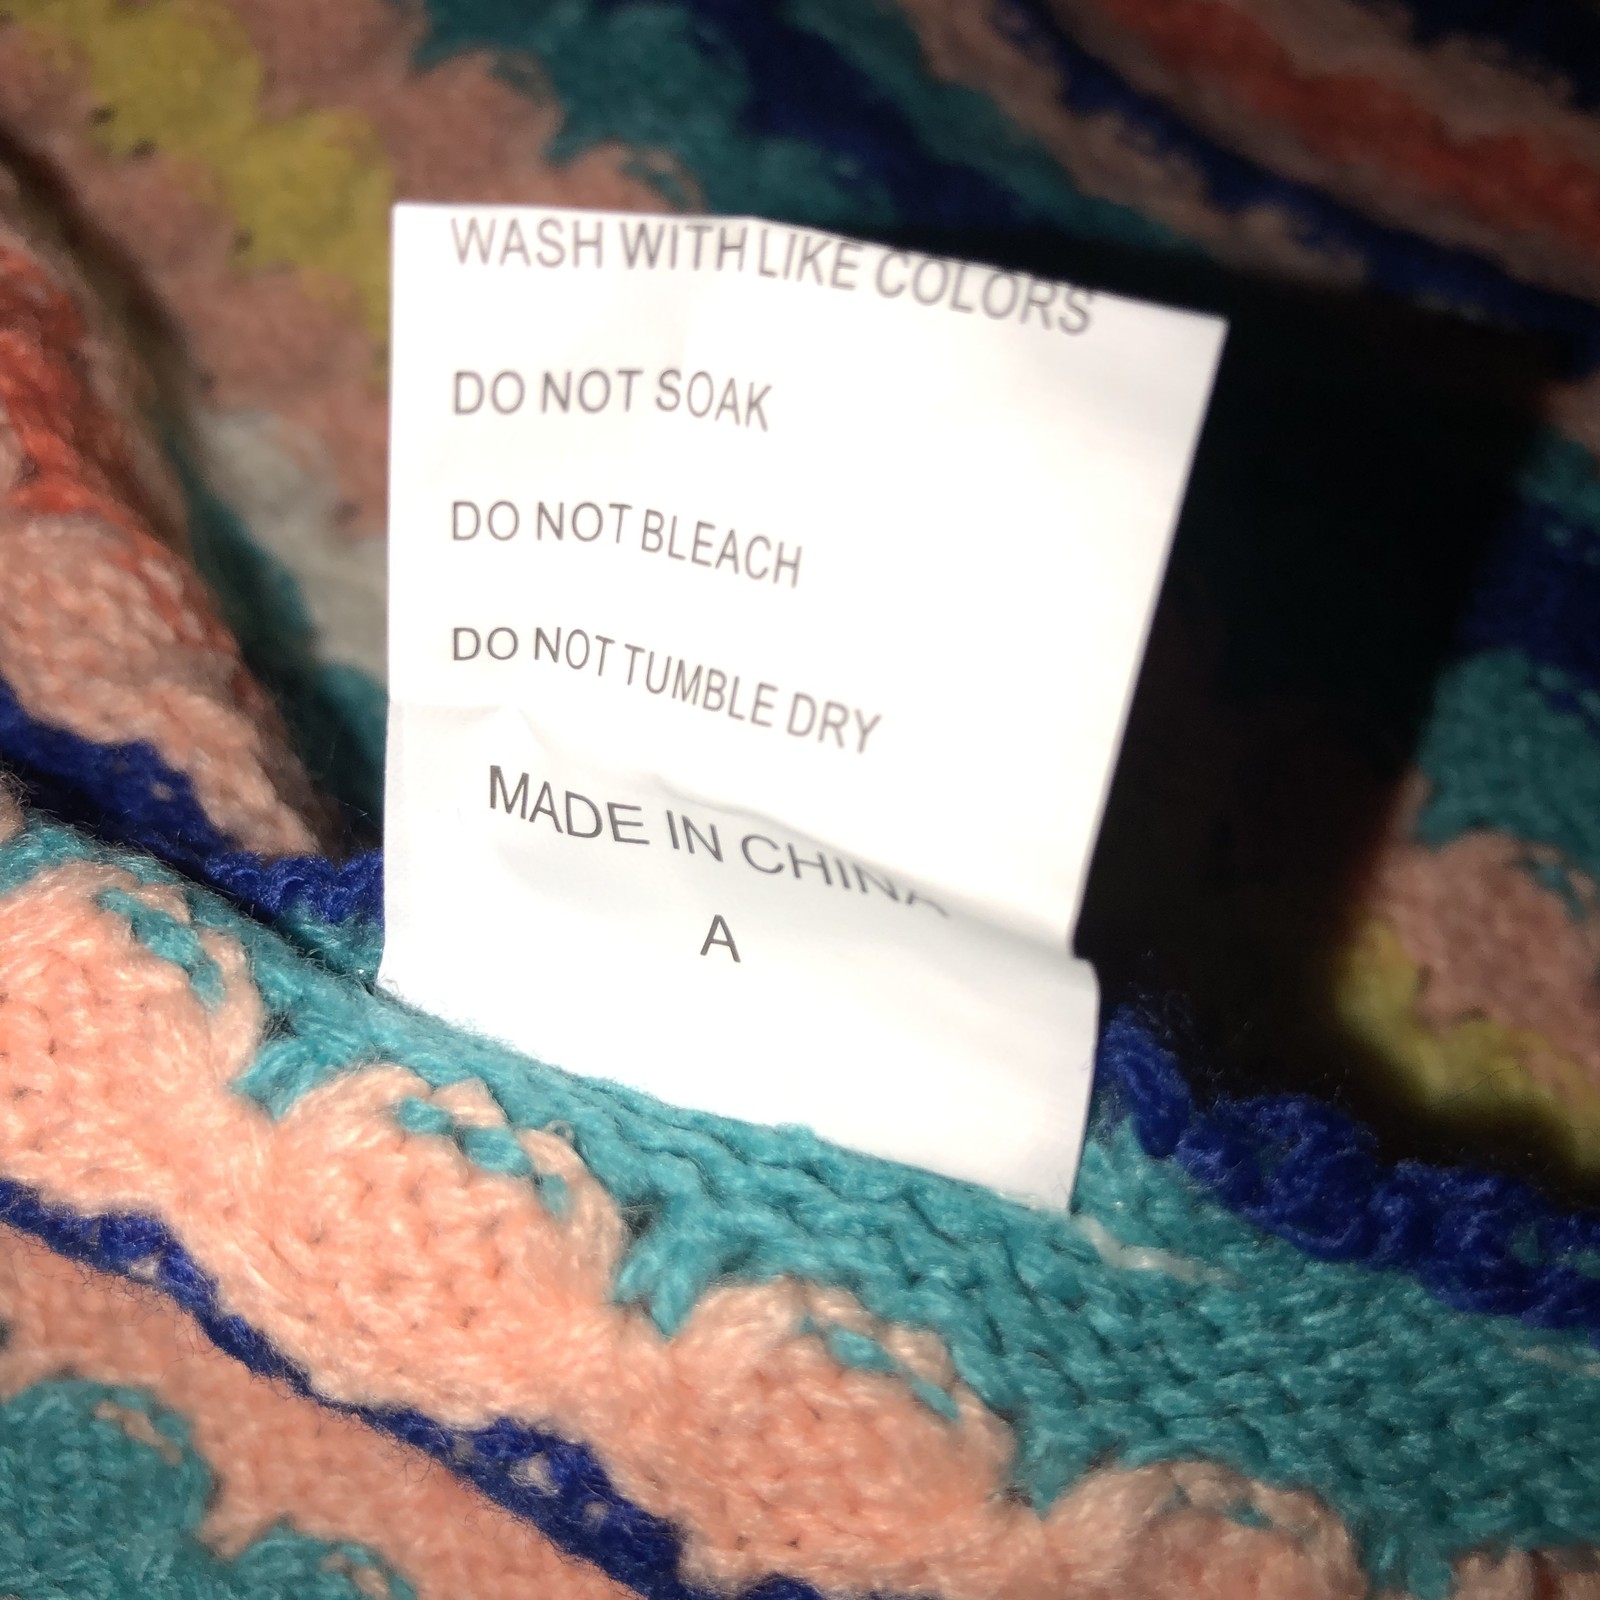 WASH WITH LIKE COLORS
DO NOT SOAK
DO NOT BLEACH
DO NOT TUMBLE DRY
MADE IN CHINA
A